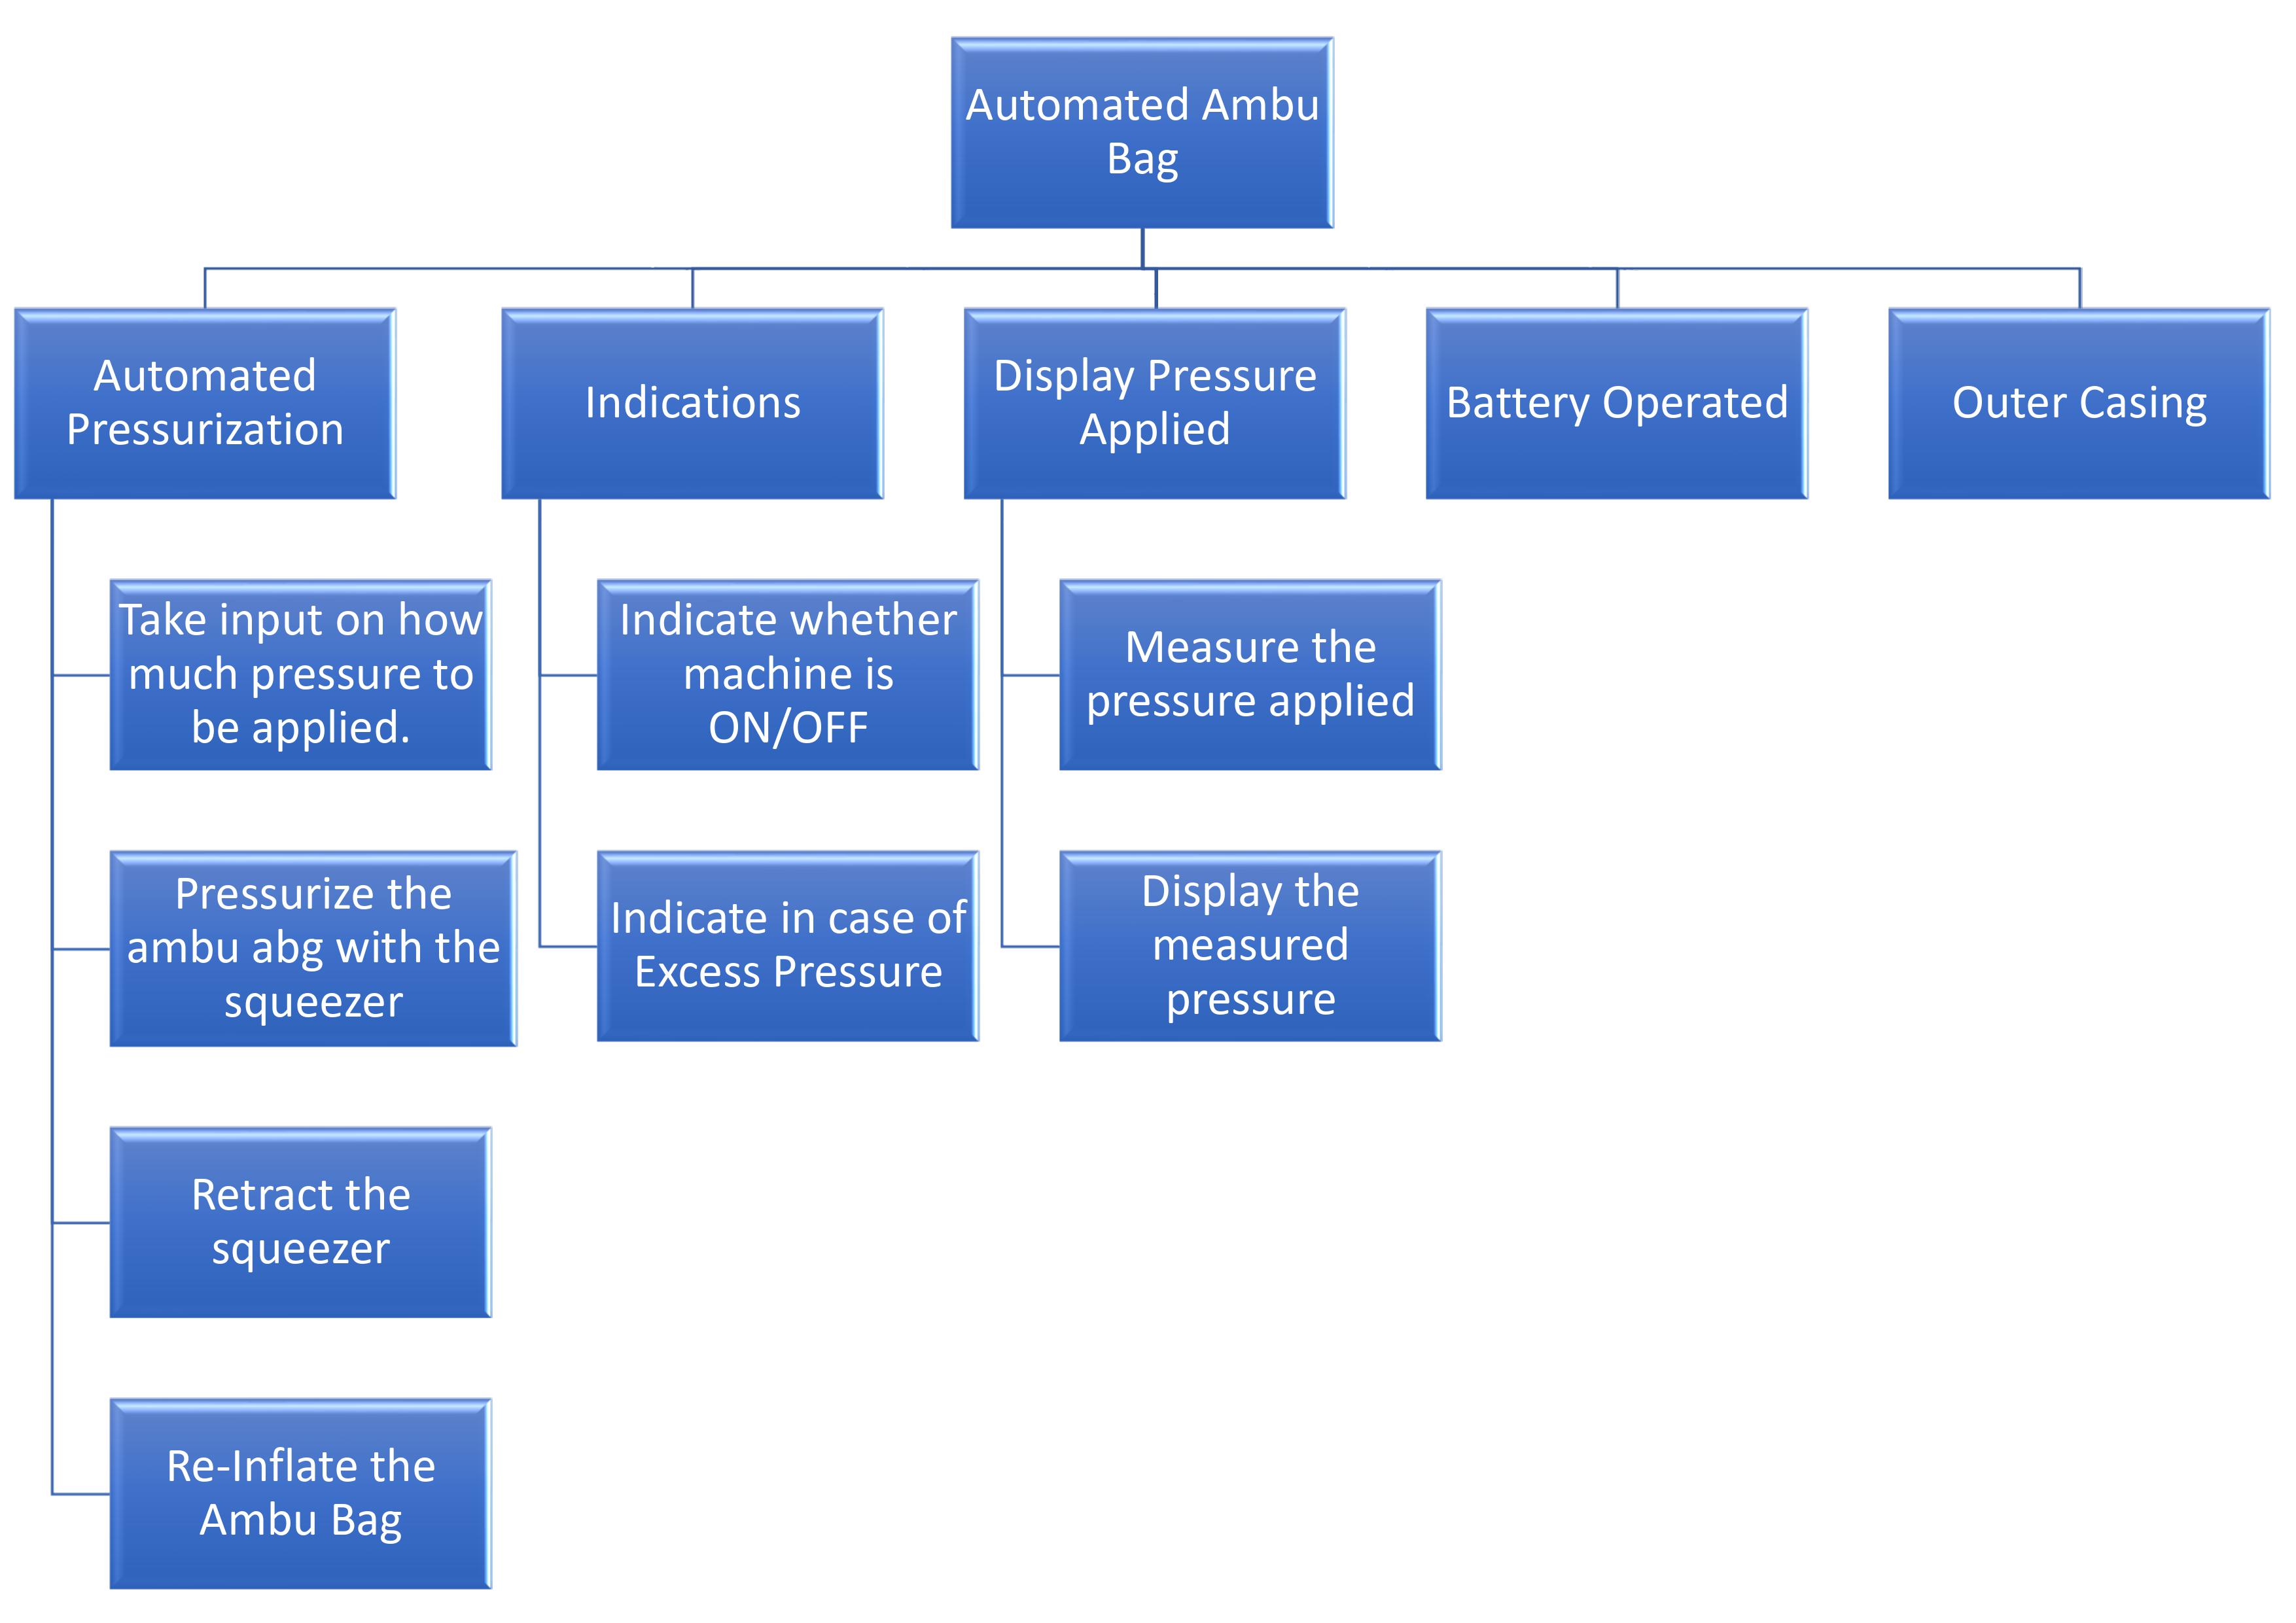 Automated Ambu
Bag
Automated
Pressurization
Indications
Display Pressure
Applied
Battery Operated
Outer Casing
Take input on how
much pressure to
be applied.
Indicate whether
machine is
ON/OFF
Measure the
pressure applied
Pressurize the
ambu abg with the
squeezer
Indicate in case of
Excess Pressure
Display the
measured
pressure
Retract the
squeezer
Re-Inflate the
Ambu Bag